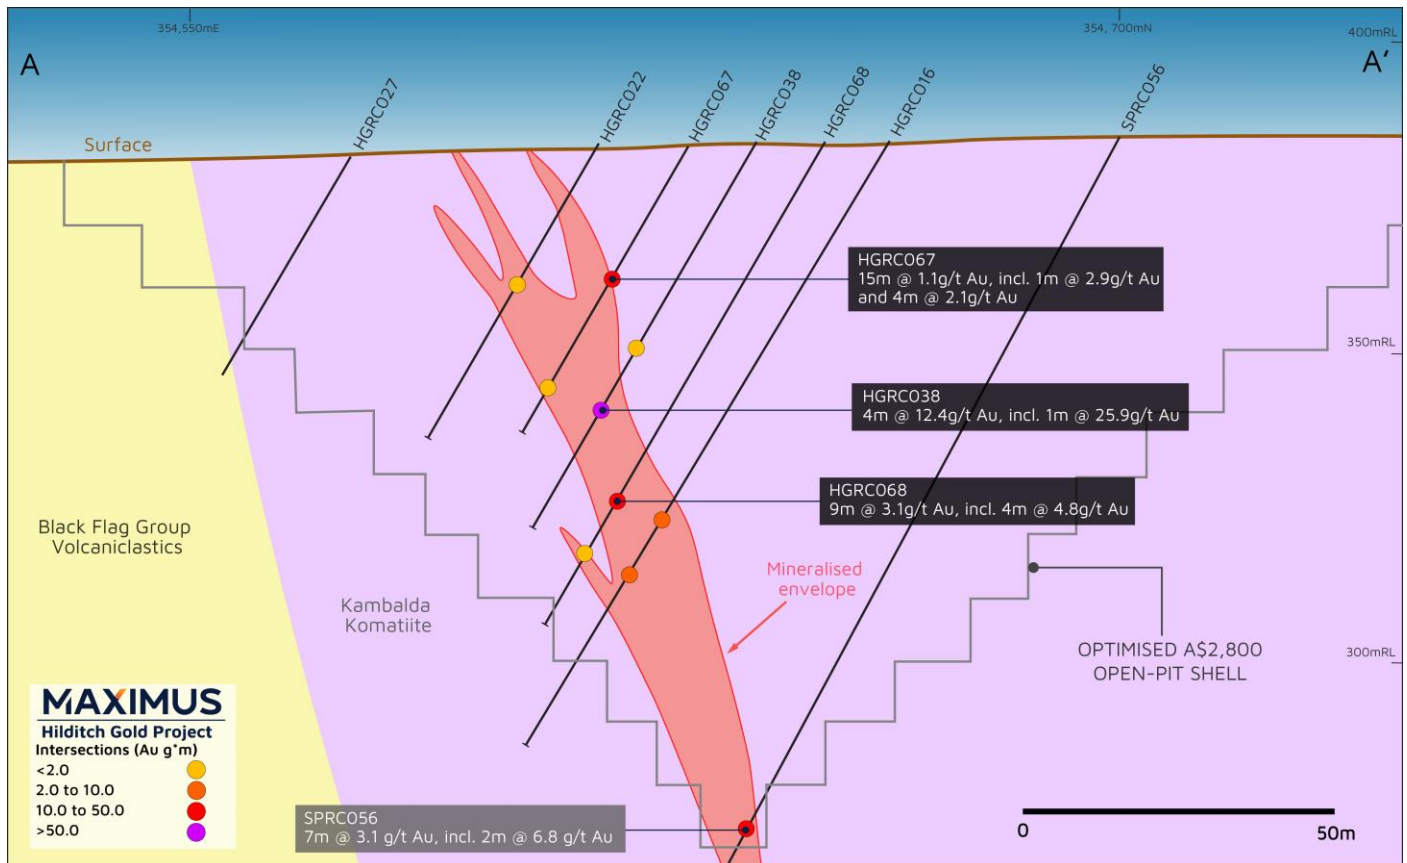 354,550mE
354, 700mN
400mRL
A
A'
HGRC027
HGRC022
HGRC067
HGRC038
HGRC068
HGRC016
SPRC056
Surface
HGRC067
15m @ 1.1g/t Au, incl. 1m @ 2.9g/t Au
and 4m @ 2.1g/t Au
350mRL
HGRC038
4m @ 12.4g/t Au, incl. 1m @ 25.9g/t Au
HGRC068
9m @ 3.1g/t Au, incl. 4m @ 4.8g/t Au
Black Flag Group
Volcaniclastics
Kambalda
Komatiite
Mineralised
envelope
OPTIMISED A$2,800
OPEN-PIT SHELL
300mRL
MAXIMUS
Hilditch Gold Project
Intersections (Au g*m)
<2.0
2.0 to 10.0
10.0 to 50.0
>50.0
SPRC056
7m @ 3.1 g/t Au, incl. 2m @ 6.8 g/t Au
0
50m